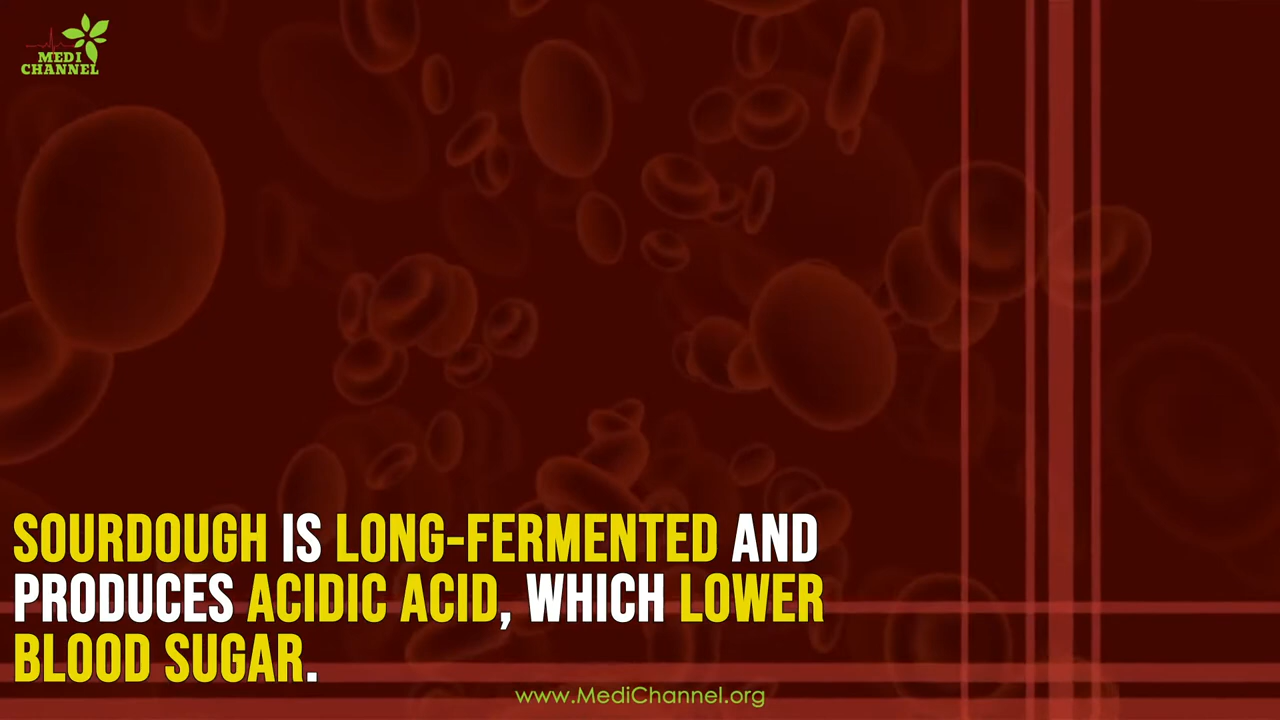 MEDI
CHANNEL
SOURDOUGH IS LONG-FERMENTED AND
PRODUCES ACIDIC ACID, WHICH LOWER
BLOOD SUGAR.
www.MediChannel.org